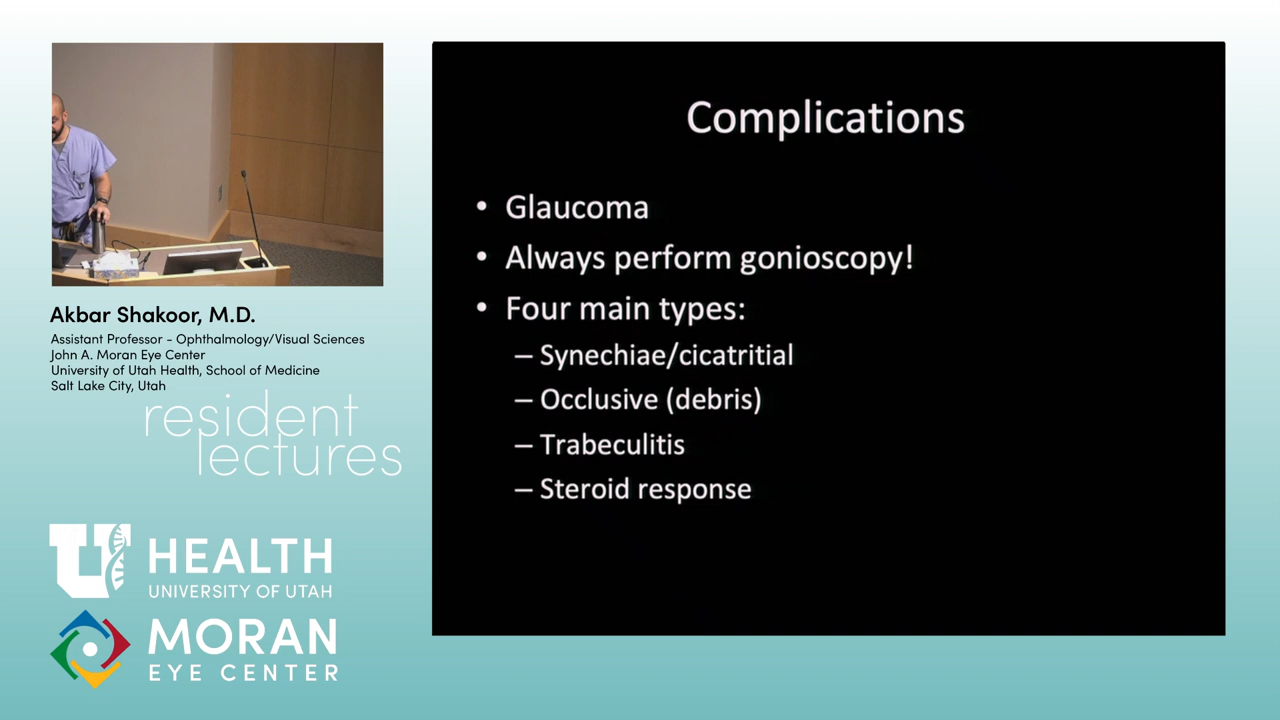 Complications
• Glaucoma
• Always perform gonioscopy!
• Four main types:
– Synechiae/cicatritial
– Occlusive (debris)
– Trabeculitis
– Steroid response
Akbar Shakoor, M.D.
Assistant Professor - Ophthalmology/Visual Sciences
John A. Moran Eye Center
University of Utah Health, School of Medicine
Salt Lake City, Utah
resident
lectures
U HEALTH
UNIVERSITY OF UTAH
MORAN
EYE CENTER